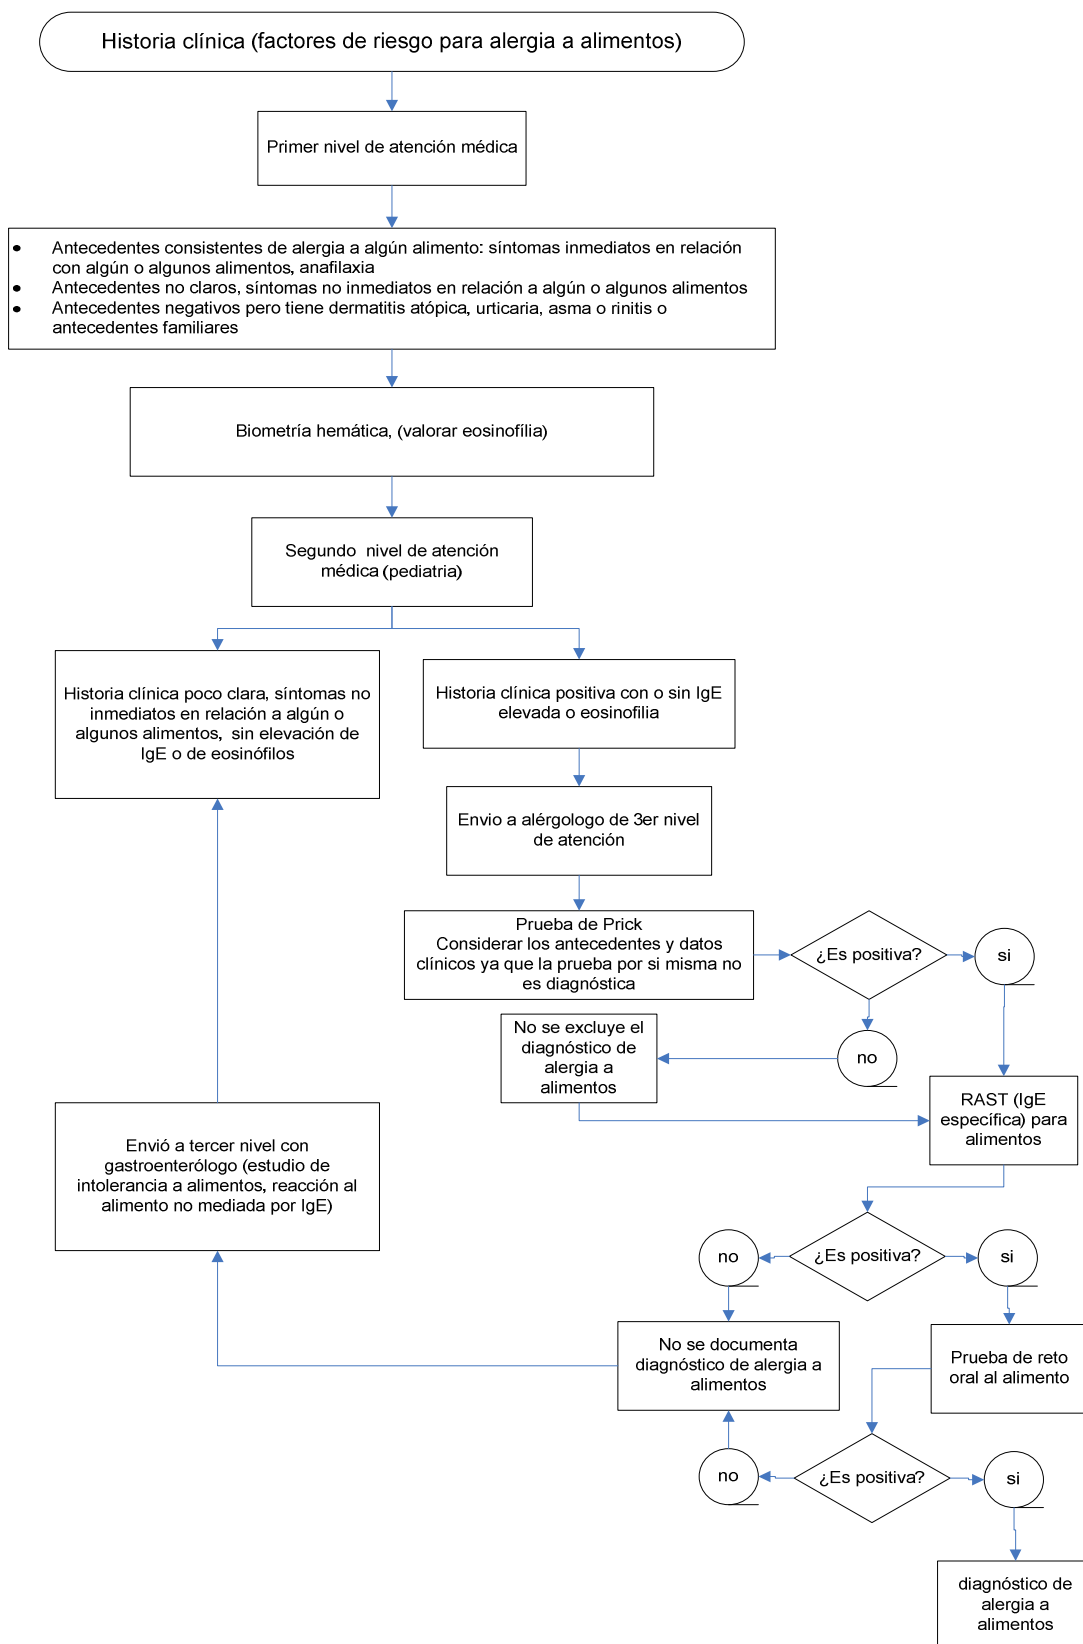 Historia clínica (factores de riesgo para alergia a alimentos)
Primer nivel de atención médica
• Antecedentes consistentes de alergia a algún alimento: síntomas inmediatos en relación
con algún o algunos alimentos, anafilaxia
• Antecedentes no claros, síntomas no inmediatos en relación a algún o algunos alimentos
• Antecedentes negativos pero tiene dermatitis atópica, urticaria, asma o rinitis o
antecedentes familiares
Biometría hemática, (valorar eosinofília)
Segundo nivel de atención
médica (pediatria)
Historia clínica poco clara, síntomas no
inmediatos en relación a algún o
algunos alimentos, sin elevación de
IgE o de eosinófilos
Historia clínica positiva con o sin IgE
elevada o eosinofilia
Envio a alérgologo de 3er nivel
de atención
Prueba de Prick
Considerar los antecedentes y datos
clínicos ya que la prueba por si misma no
es diagnóstica
¿Es positiva?
si
no
No se excluye el
diagnóstico de
alergia a
alimentos
RAST (IgE
específica) para
alimentos
Envió a tercer nivel con
gastroenterólogo (estudio de
intolerancia a alimentos, reacción al
alimento no mediada por IgE)
¿Es positiva?
no
si
No se documenta
diagnóstico de alergia a
alimentos
Prueba de reto
oral al alimento
¿Es positiva?
no
si
diagnóstico de
alergia a
alimentos